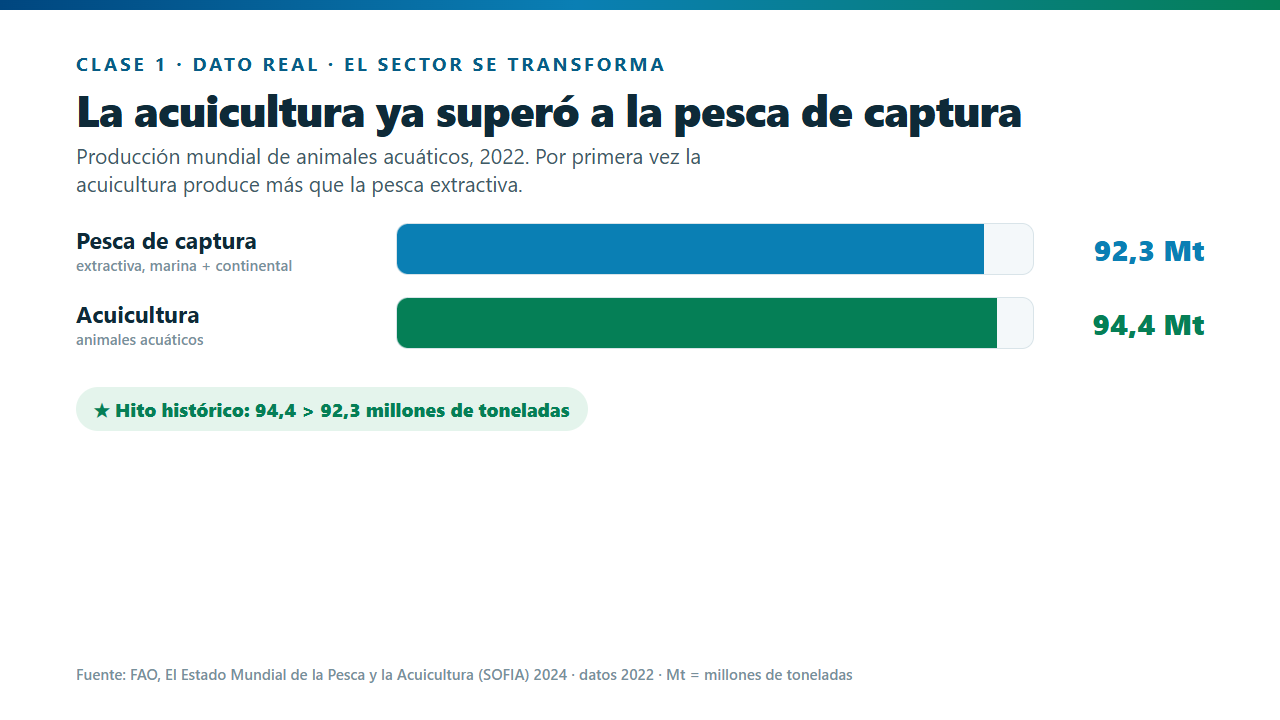 CLASE 1 · DATO REAL · EL SECTOR SE TRANSFORMA
La acuicultura ya superó a la pesca de captura
Producción mundial de animales acuáticos, 2022. Por primera vez la
acuicultura produce más que la pesca extractiva.
Pesca de captura
extractiva, marina + continental
92,3 Mt
Acuicultura
animales acuáticos
94,4 Mt
★ Hito histórico: 94,4 > 92,3 millones de toneladas
Fuente: FAO, El Estado Mundial de la Pesca y la Acuicultura (SOFIA) 2024 · datos 2022 · Mt = millones de toneladas